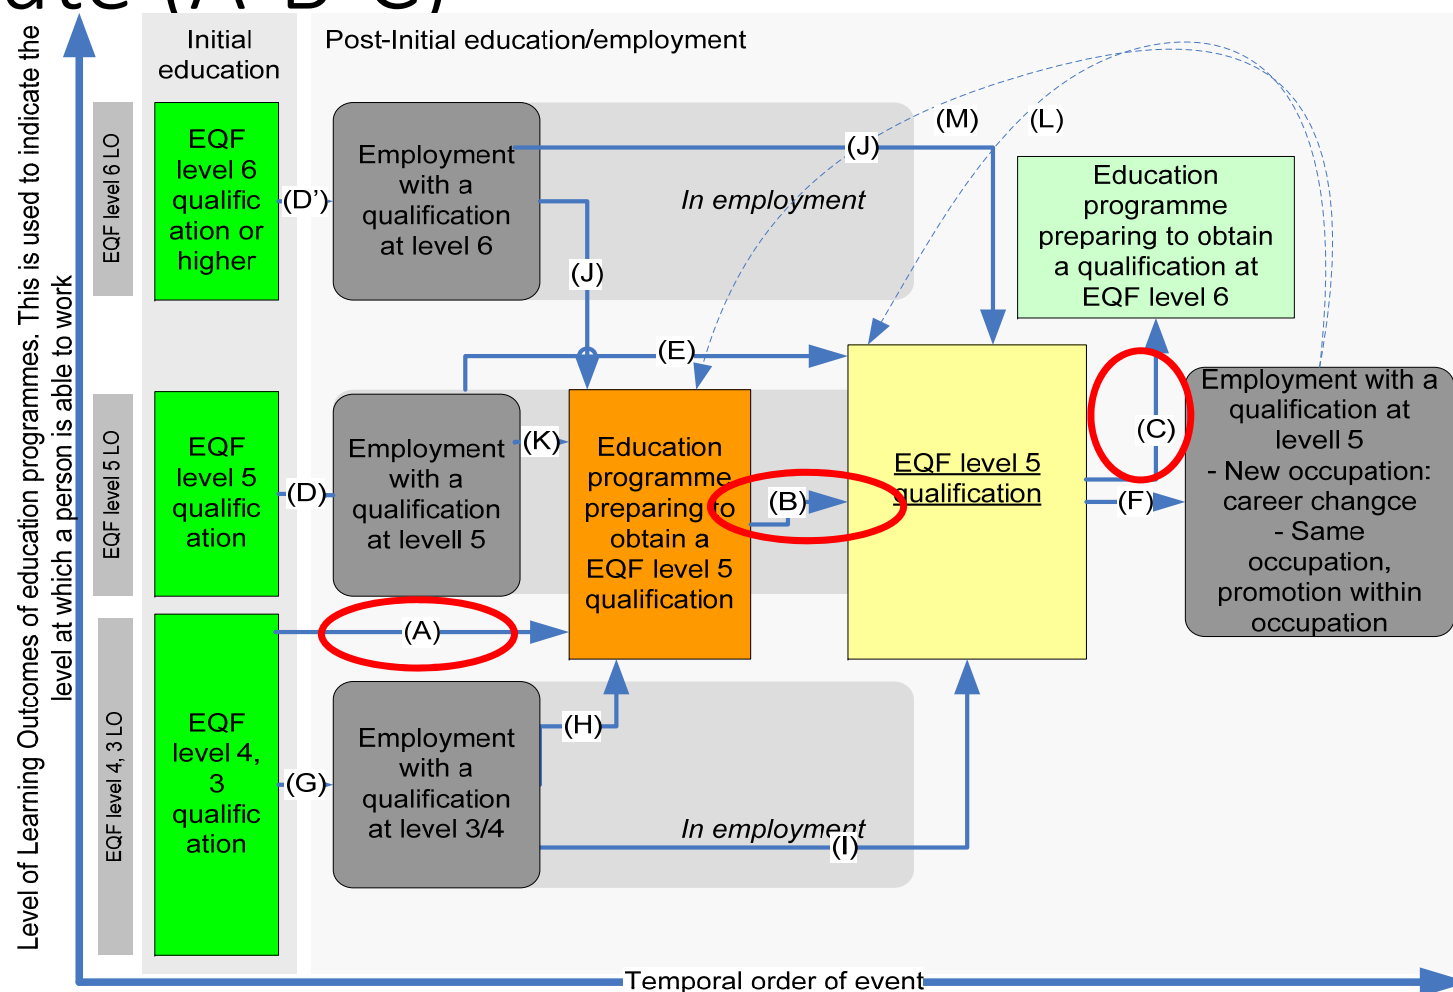 (A-B-C)
Initial
education
Post-Initial education/employment
Level of Learning Outcomes of education programmes. This is used to indicate the
level at which a person is able to work
EQF level 6 LO
EQF
level 6
qualific
ation or
higher
(D’)
Employment
with a
qualification
at level 6
(J)
(J)
In employment
(M)
(L)
Education
programme
preparing to obtain
a qualification at
EQF level 6
EQF level 5 LO
EQF
level 5
qualific
ation
(D)
Employment
with a
qualification
at levell 5
(E)
(K)
Education
programme
preparing to
obtain a
EQF level 5
qualification
(B)
EQF level 5
qualification
(C)
(F)
Employment with a
qualification at
levell 5
- New occupation:
career changce
- Same
occupation,
promotion within
occupation
(A)
EQF level 4, 3 LO
EQF
level 4,
3
qualific
ation
(G)
Employment
with a
qualification
at level 3/4
(H)
In employment
(I)
Temporal order of event